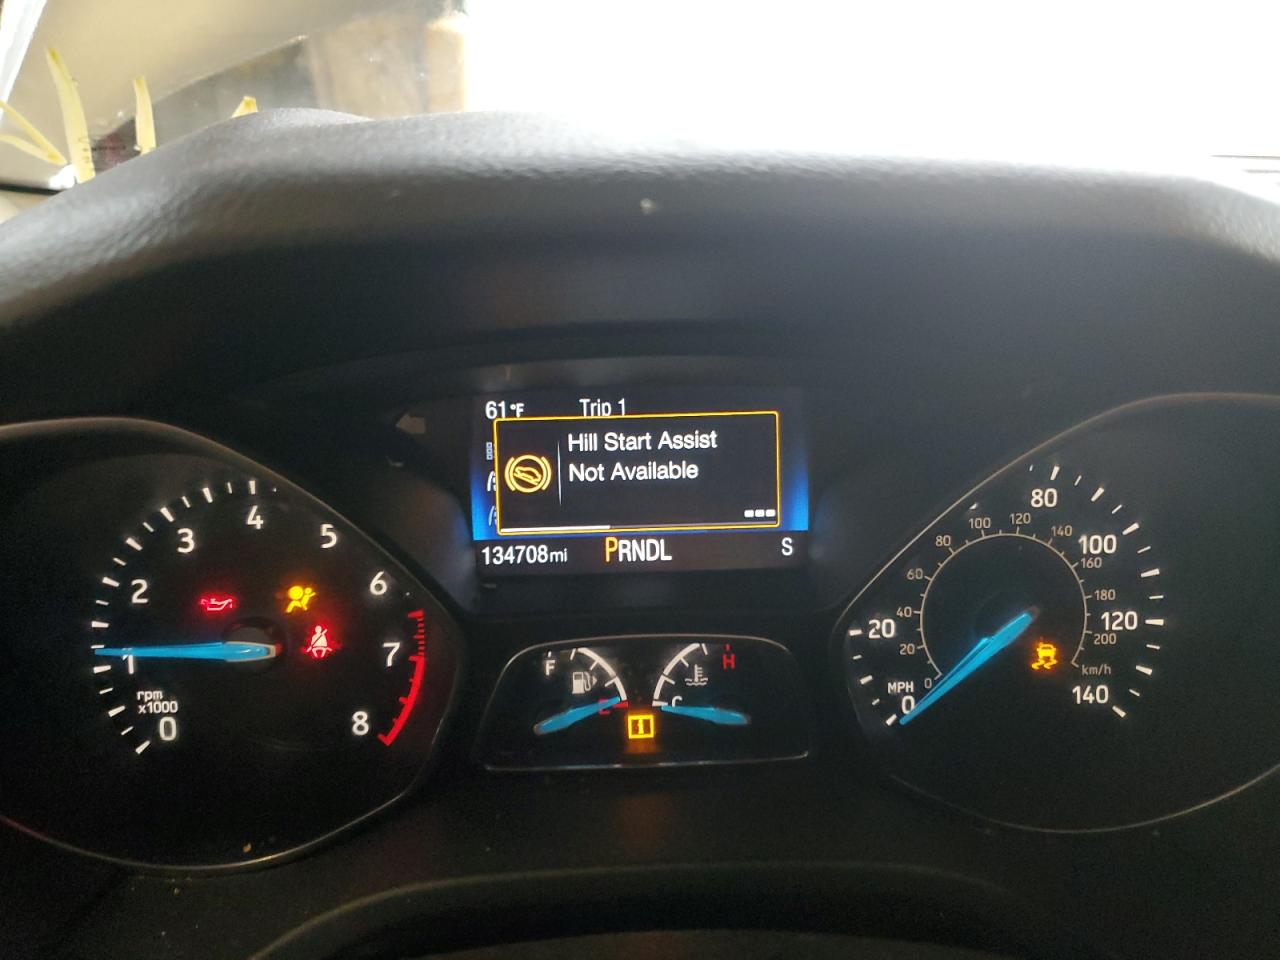 61°F Trip 1
Hill Start Assist
Not Available
134708mi PRNDL S
0 1 2 3 4 5 6 7 8
rpm
x1000
F E
C H
MPH
0 20 80 100 120 140
0 20 40 60 80 100 120 140 160 180 200
km/h